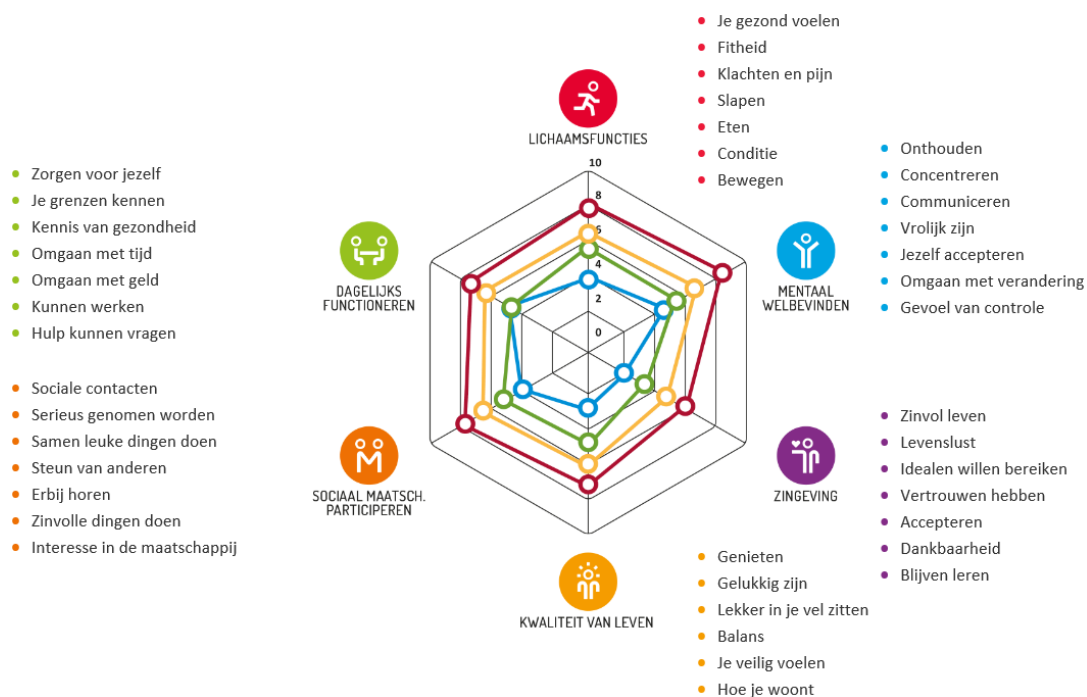 Je gezond voelen
Fitheid
Klachten en pijn
Slapen
Eten
Conditie
Bewegen
LICHAAMSFUNCTIES
Onthouden
Concentreren
Communiceren
Vrolijk zijn
Jezelf accepteren
Omgaan met verandering
Gevoel van controle
MENTAAL
WELBEVINDEN
Zinvol leven
Levenslust
Idealen willen bereiken
Vertrouwen hebben
Accepteren
Dankbaarheid
Blijven leren
ZINGEVING
Genieten
Gelukkig zijn
Lekker in je vel zitten
Balans
Je veilig voelen
Hoe je woont
KWALITEIT VAN LEVEN
Sociale contacten
Serieus genomen worden
Samen leuke dingen doen
Steun van anderen
Erbij horen
Zinvolle dingen doen
Interesse in de maatschappij
SOCIAAL MAATSCH.
PARTICIPEREN
Zorgen voor jezelf
Je grenzen kennen
Kennis van gezondheid
Omgaan met tijd
Omgaan met geld
Kunnen werken
Hulp kunnen vragen
DAGELIJKS
FUNCTIONEREN
10
8
6
4
2
0